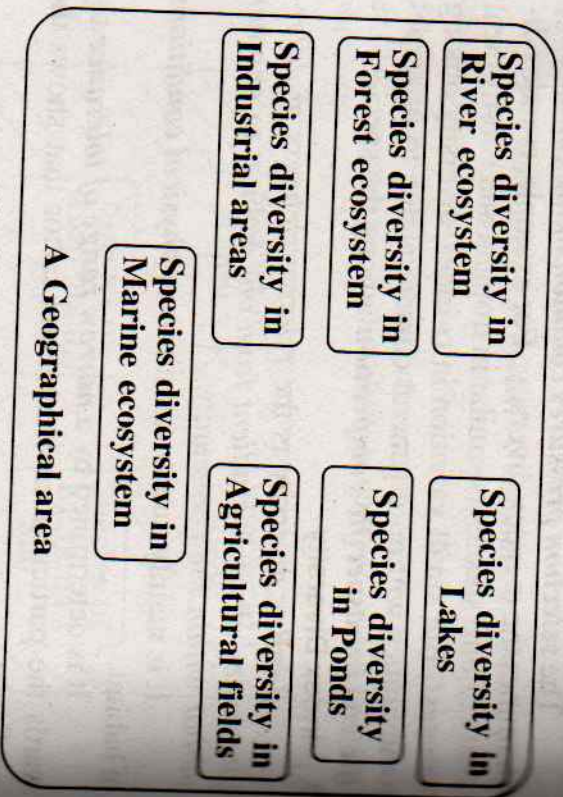 Species diversity in
River ecosystem
Species diversity in
Lakes
Species diversity in
Forest ecosystem
Species diversity
in Ponds
Species diversity in
Industrial areas
Species diversity in
Agricultural fields
Species diversity in
Marine ecosystem
A Geographical area